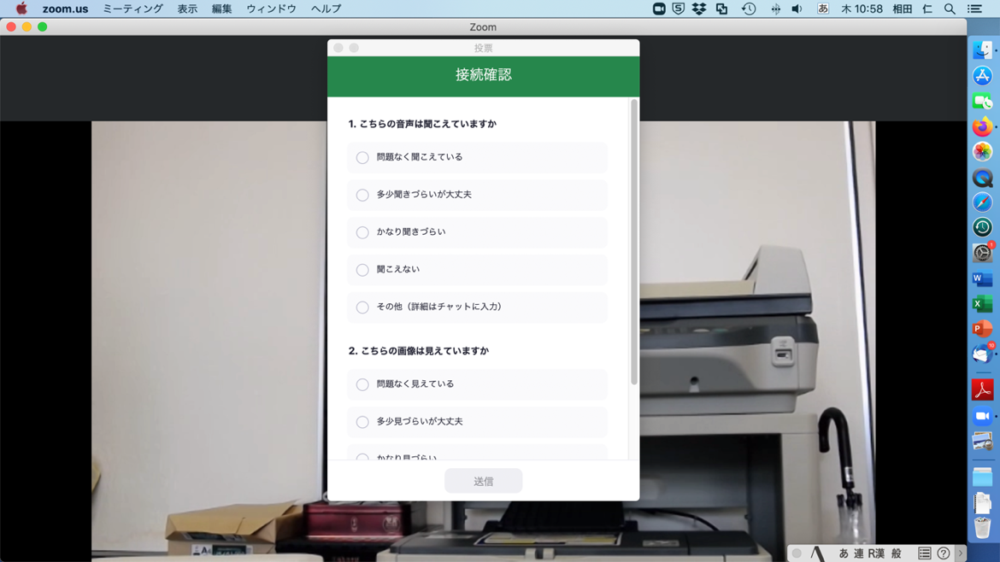 zoom.us ミーティング 表示 編集 ウィンドウ ヘルプ あ 木10:58 相田 仁
Zoom
投票
接続確認
1. こちらの音声は聞こえていますか
問題なく聞こえている
多少聞きづらいが大丈夫
かなり聞きづらい
聞こえない
その他（詳細はチャットに入力）
2. こちらの画像は見えていますか
問題なく見えている
多少見づらいが大丈夫
かなり見づらい
送信
1
W
X
P
10
A4
あ 連 R漢 般